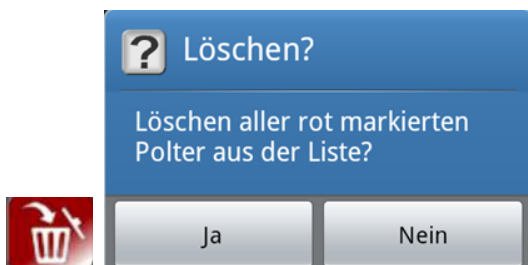 Löschen?
Löschen aller rot markierten
Polter aus der Liste?
Ja
Nein